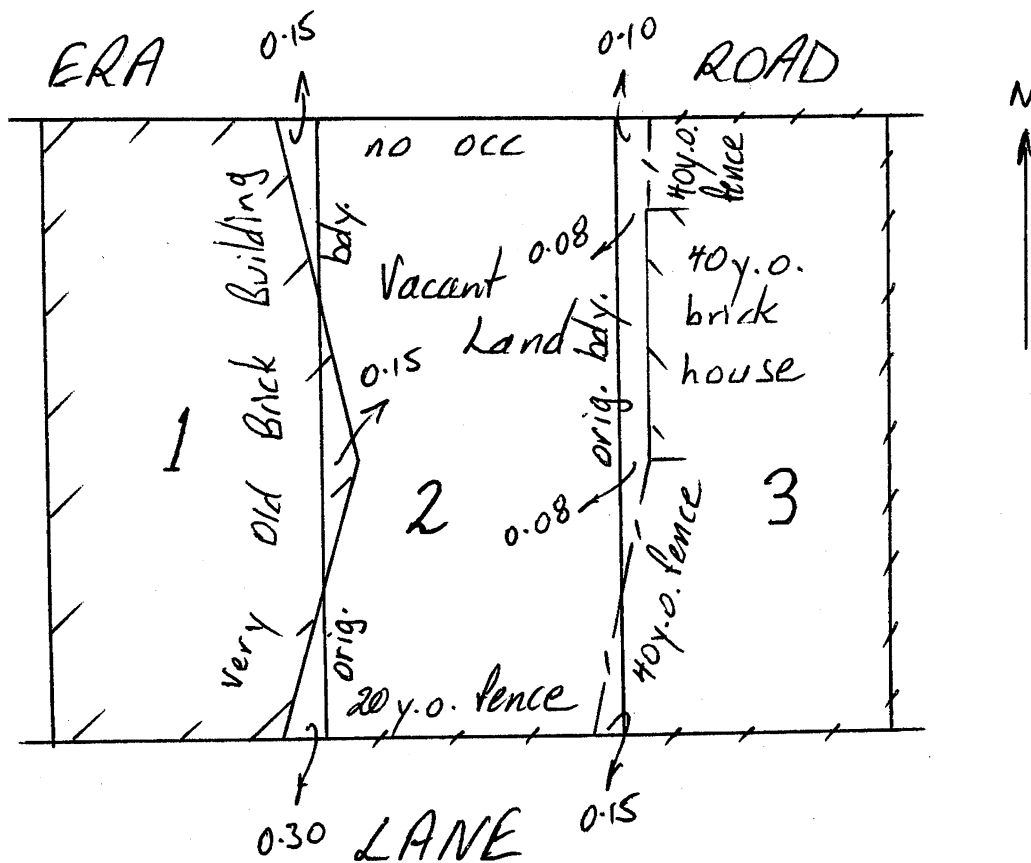 ERA
0.15
0.10
ROAD
N
no occ
40y.o.
fence
bdy.
0.08
Vacant
Land
40y.o.
brick
house
Very Old Brick Building
orig. bdy.
0.15
1
2
3
0.08
40y.o. fence
orig.
20y.o. fence
0.30
LANE
0.15